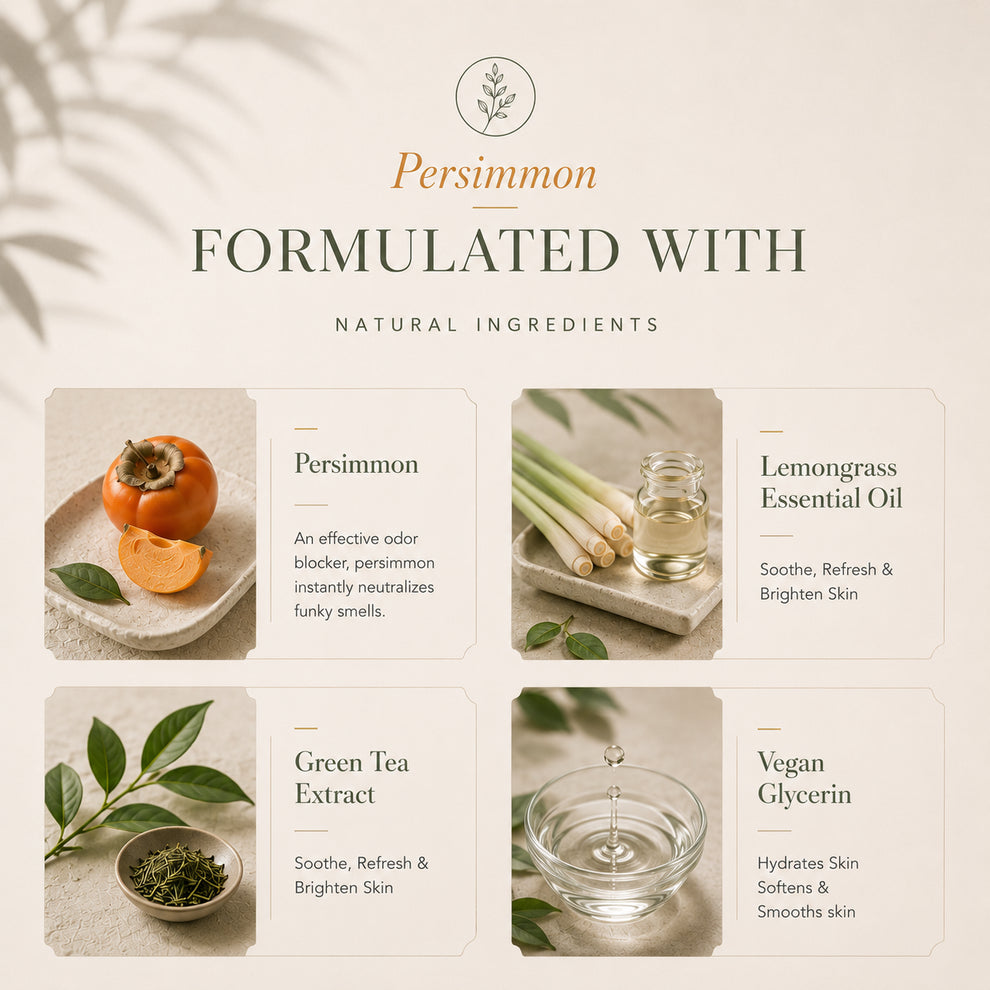 Persimmon
FORMULATED WITH
NATURAL INGREDIENTS
Persimmon
An effective odor
blocker, persimmon
instantly neutralizes
funky smells.
Lemongrass
Essential Oil
Soothe, Refresh &
Brighten Skin
Green Tea
Extract
Soothe, Refresh &
Brighten Skin
Vegan
Glycerin
Hydrates Skin
Softens &
Smooths skin